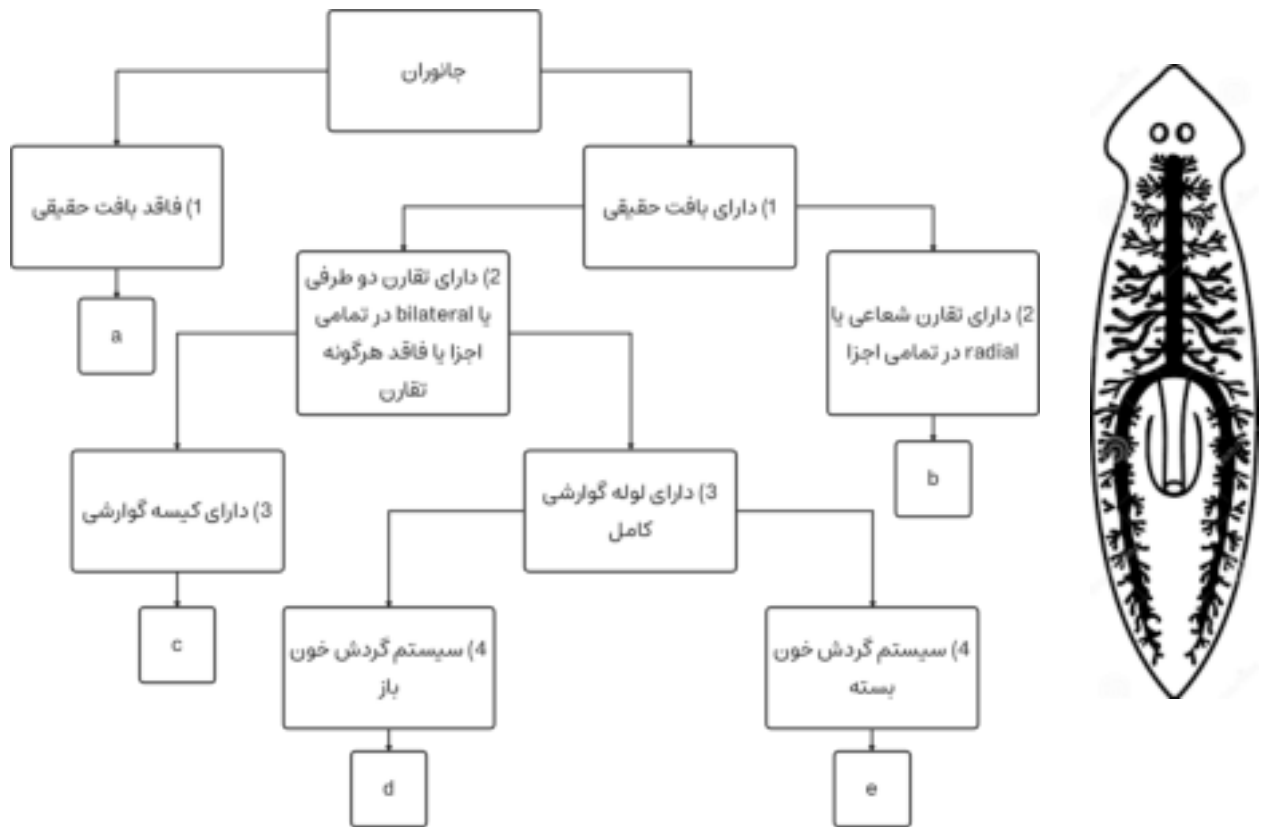 جانوران
1) فاقد بافت حقیقی
1) دارای بافت حقیقی
a
2) دارای تقارن دو طرفی
یا bilateral در تمامی
اجزا یا فاقد هرگونه
تقارن
2) دارای تقارن شعاعی یا
radial در تمامی اجزا
b
3) دارای کیسه گوارشی
3) دارای لوله گوارشی
کامل
c
4) سیستم گردش خون
باز
4) سیستم گردش خون
بسته
d
e